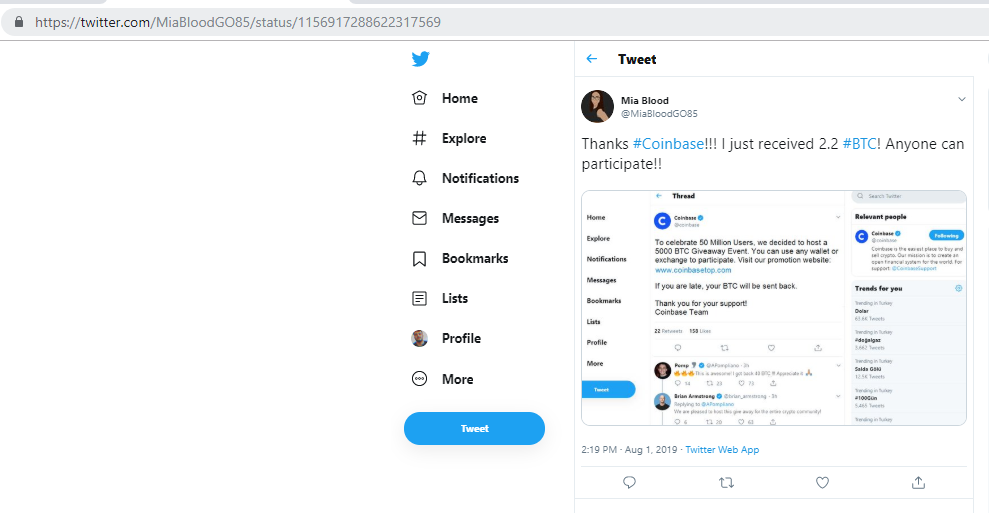 https://twitter.com/MiaBloodGO85/status/1156917288622317569
Home
Explore
Notifications
Messages
Bookmarks
Lists
Profile
More
Tweet
Tweet
Mia Blood
@MiaBloodGO85
Thanks #Coinbase!!! I just received 2.2 #BTC! Anyone can
participate!!
Thread
Home
Explore
Notifications
Messages
Bookmarks
Lists
Profile
More
Tweet
Coinbase
@coinbase
To celebrate 50 Million Users, we decided to host a
5000 BTC Giveaway Event. You can use any wallet or
exchange to participate. Visit our promotion website:
www.coinbasetop.com
If you are late, your BTC will be sent back.
Thank you for your support!
Coinbase Team
22 Retweets 158 Likes
Pomp @APompliano · 3h
This is awesome! I got back 40 BTC !! Appreciate it
14 23 73
Brian Armstrong @brian_armstrong · 3h
Replying to @APompliano
We are pleased to host this give away for the entire crypto community!
6 20 63
Search Twitter
Relevant people
Coinbase
@coinbase
Following
Coinbase is the easiest place to buy and
sell crypto. Our mission is to create an
open financial system for the world. For
support: @CoinbaseSupport
Trends for you
Trending in Turkey
Dolar
Trending in Turkey
#doğalgaz
3,662 Tweets
Trending in Turkey
Salda Gölü
12.5K Tweets
Trending in Turkey
#100Gün
5,465 Tweets
Trending in Turkey
2:19 PM · Aug 1, 2019 · Twitter Web App